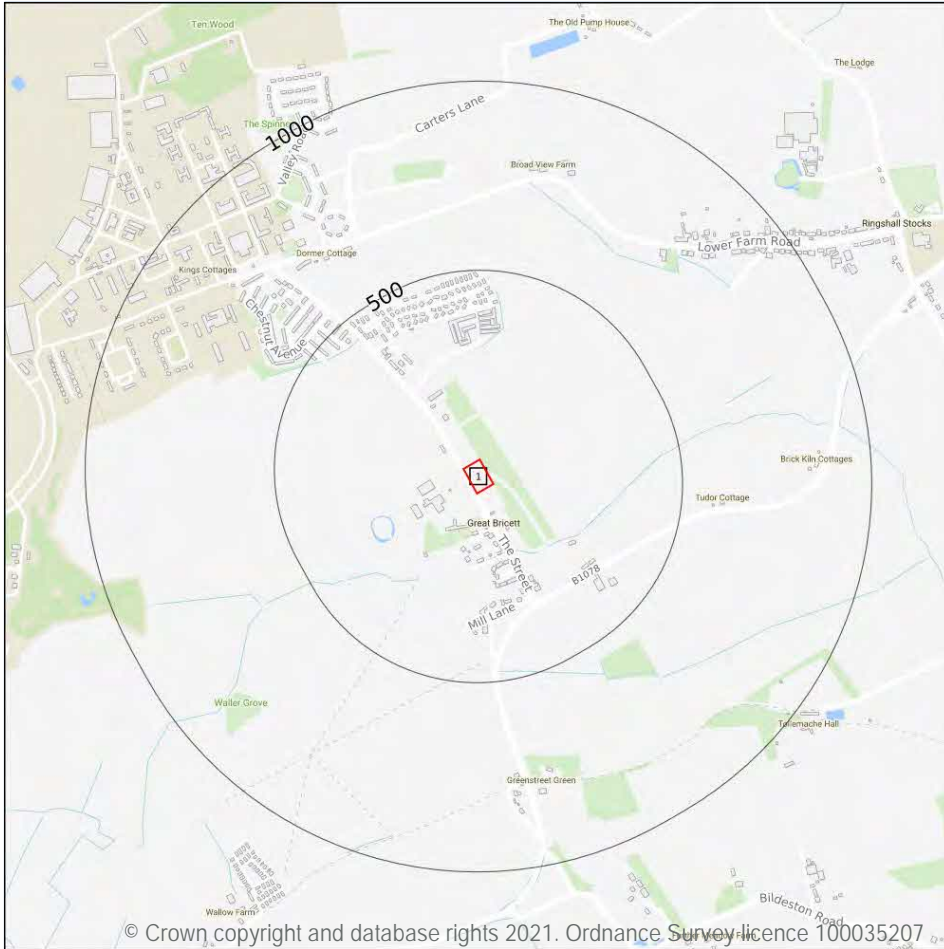 Ten Wood
The Old Pump House
The Lodge
Carters Lane
1000
Valley Road
Broad View Farm
Ringshall Stocks
Lower Farm Road
Dormer Cottage
Kings Cottages
500
Chestnut Avenue
Brick Kiln Cottages
1
Tudor Cottage
Great Bricett
The Street
B1078
Mill Lane
Waller Grove
Tollemache Hall
Greenstreet Green
Bildeston Road
Wallow Farm
© Crown copyright and database rights 2021. Ordnance Survey licence 100035207